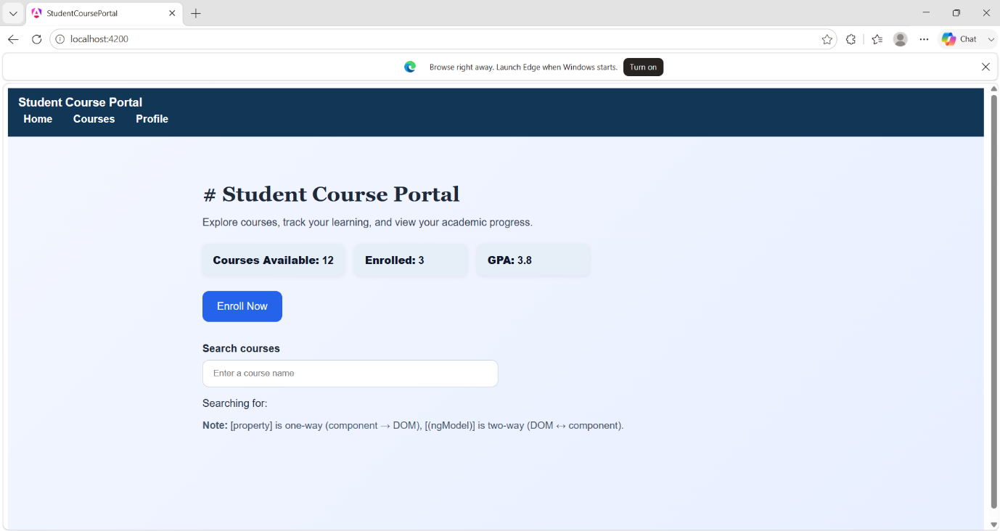 StudentCoursePortal
localhost:4200
Chat
Browse right away. Launch Edge when Windows starts. Turn on
Student Course Portal
Home Courses Profile
# Student Course Portal
Explore courses, track your learning, and view your academic progress.
Courses Available: 12 Enrolled: 3 GPA: 3.8
Enroll Now
Search courses
Enter a course name
Searching for:
Note: [property] is one-way (component → DOM), [(ngModel)] is two-way (DOM ↔ component).